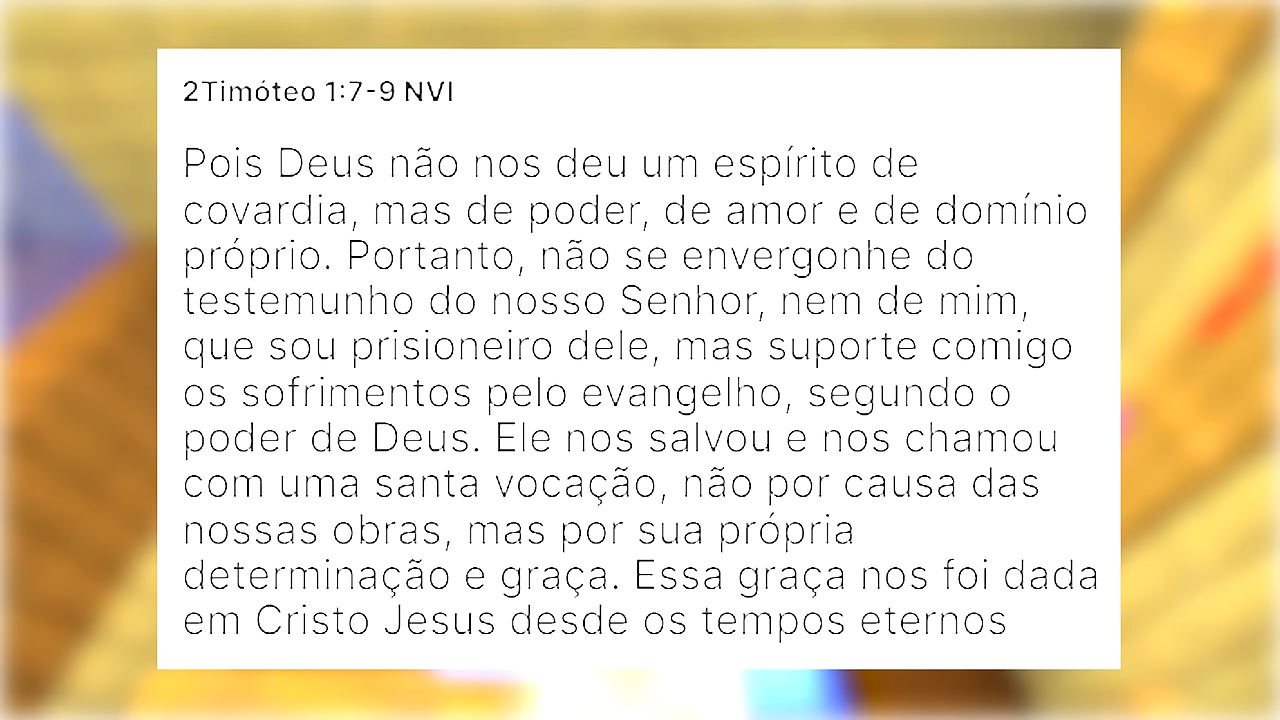 2Timóteo 1:7-9 NVI
Pois Deus não nos deu um espírito de
covardia, mas de poder, de amor e de domínio
próprio. Portanto, não se envergonhe do
testemunho do nosso Senhor, nem de mim,
que sou prisioneiro dele, mas suporte comigo
os sofrimentos pelo evangelho, segundo o
poder de Deus. Ele nos salvou e nos chamou
com uma santa vocação, não por causa das
nossas obras, mas por sua própria
determinação e graça. Essa graça nos foi dada
em Cristo Jesus desde os tempos eternos